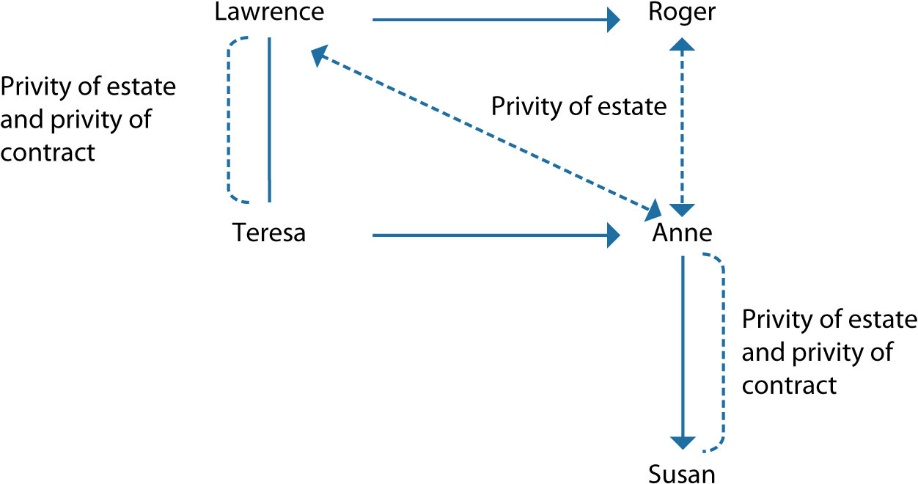 Lawrence
Roger
Privity of estate
and privity of
contract
Privity of estate
Teresa
Anne
Privity of estate
and privity of
contract
Susan